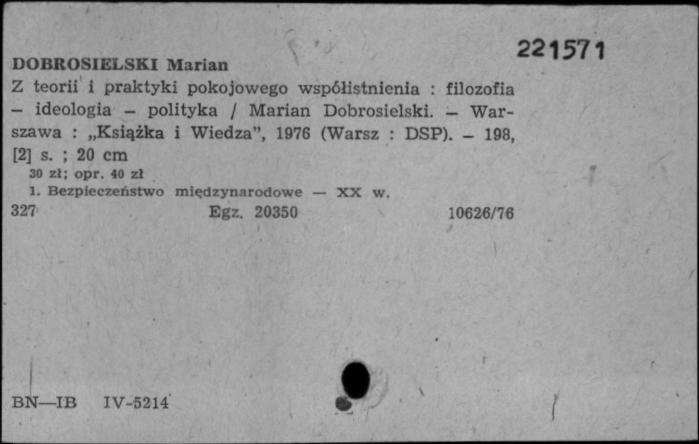 221571
DOBROSIELSKI Marian
Z teorii i praktyki pokojowego współistnienia : filozofia
— ideologia — polityka / Marian Dobrosielski. — War-
szawa : „Książka i Wiedza”, 1976 (Warsz : DSP). — 198,
[2] s. ; 20 cm
30 zł; opr. 40 zł
1. Bezpieczeństwo międzynarodowe — XX w.
327 Egz. 20350 10626/76
BN—IB IV-5214